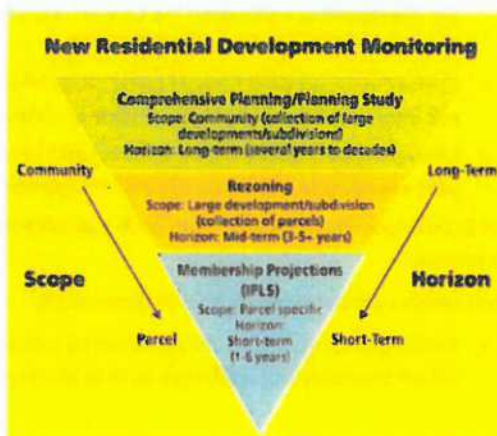 New Residential Development Monitoring
Comprehensive Planning/Planning Study
Scope: Community (collection of large
developments/subdivision)
Horizon: Long-term (several years to decades)
Community
Long-Term
Rezoning
Scope: Large development/subdivision
(collection of parcels)
Horizon: Mid-term (3-5+ years)
Scope
Horizon
Membership Projections
(IPLS)
Scope: Parcel specific
Horizon:
Short-term
(1-6 years)
Parcel
Short-Term